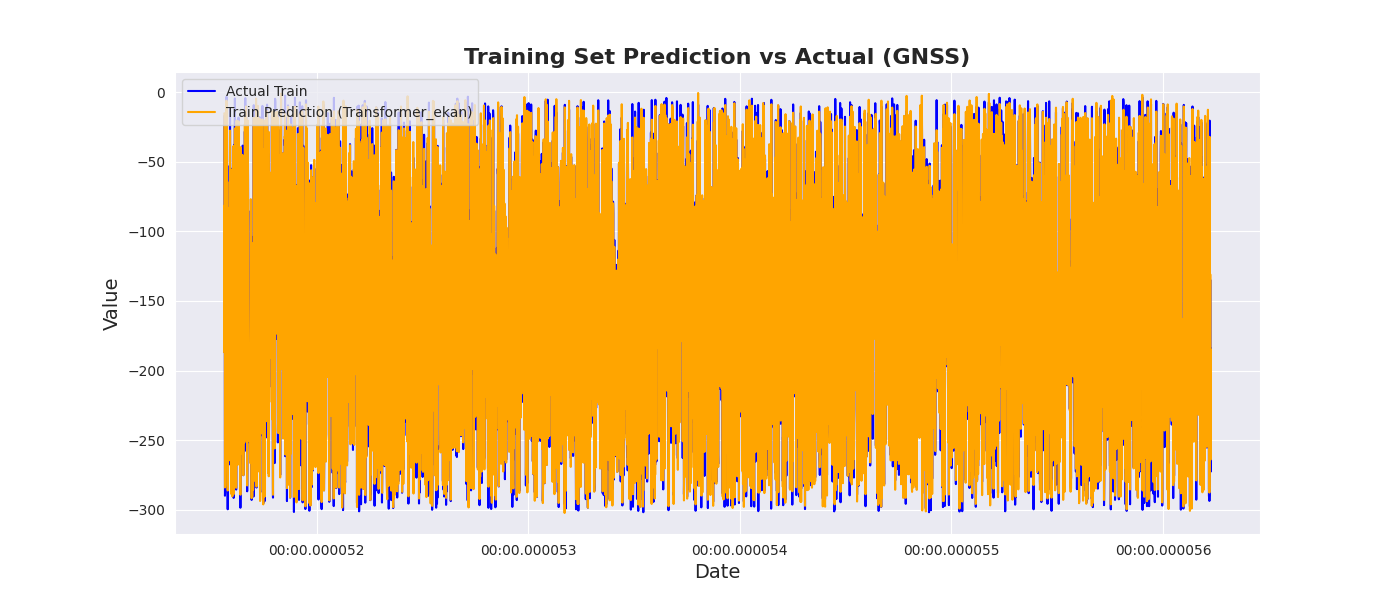 Training Set Prediction vs Actual (GNSS)
Actual Train
Train Prediction (Transformer_ekan)
Value
0
−50
−100
−150
−200
−250
−300
00:00.000052 00:00.000053 00:00.000054 00:00.000055 00:00.000056
Date